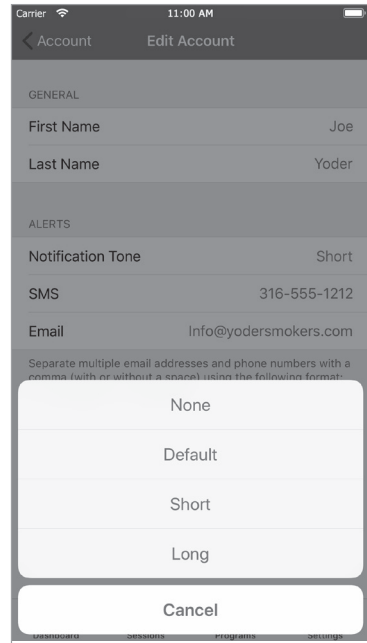 Carrier 11:00 AM
Account Edit Account
GENERAL
First Name Joe
Last Name Yoder
ALERTS
Notification Tone Short
SMS 316-555-1212
Email Info@yodersmokers.com
Separate multiple email addresses and phone numbers with a
comma (with or without a space) using the following format:
None
Default
Short
Long
Cancel
Dashboard Sessions Programs Settings